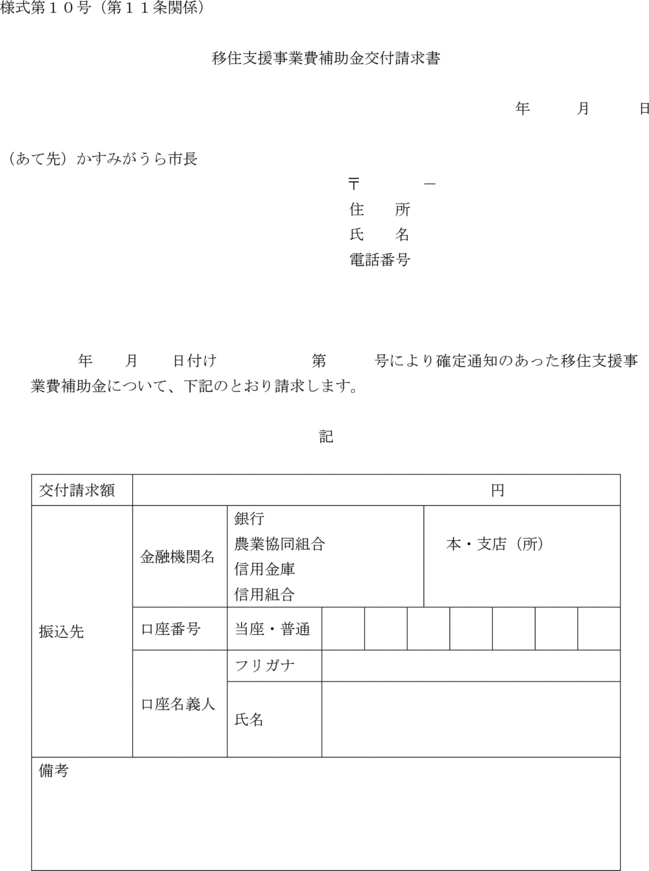 様式第１０号（第１１条関係）
移住支援事業費補助金交付請求書
年　　　月　　　日
（あて先）かすみがうら市長
〒　　　　－
住　　所
氏　　名
電話番号
年　　月　　日付け　　　　　　第　　　号により確定通知のあった移住支援事
業費補助金について、下記のとおり請求します。
記
交付請求額　　　　円
振込先
金融機関名
銀行
農業協同組合
信用金庫
信用組合
本・支店（所）
口座番号　当座・普通
口座名義人
フリガナ
氏名
備考